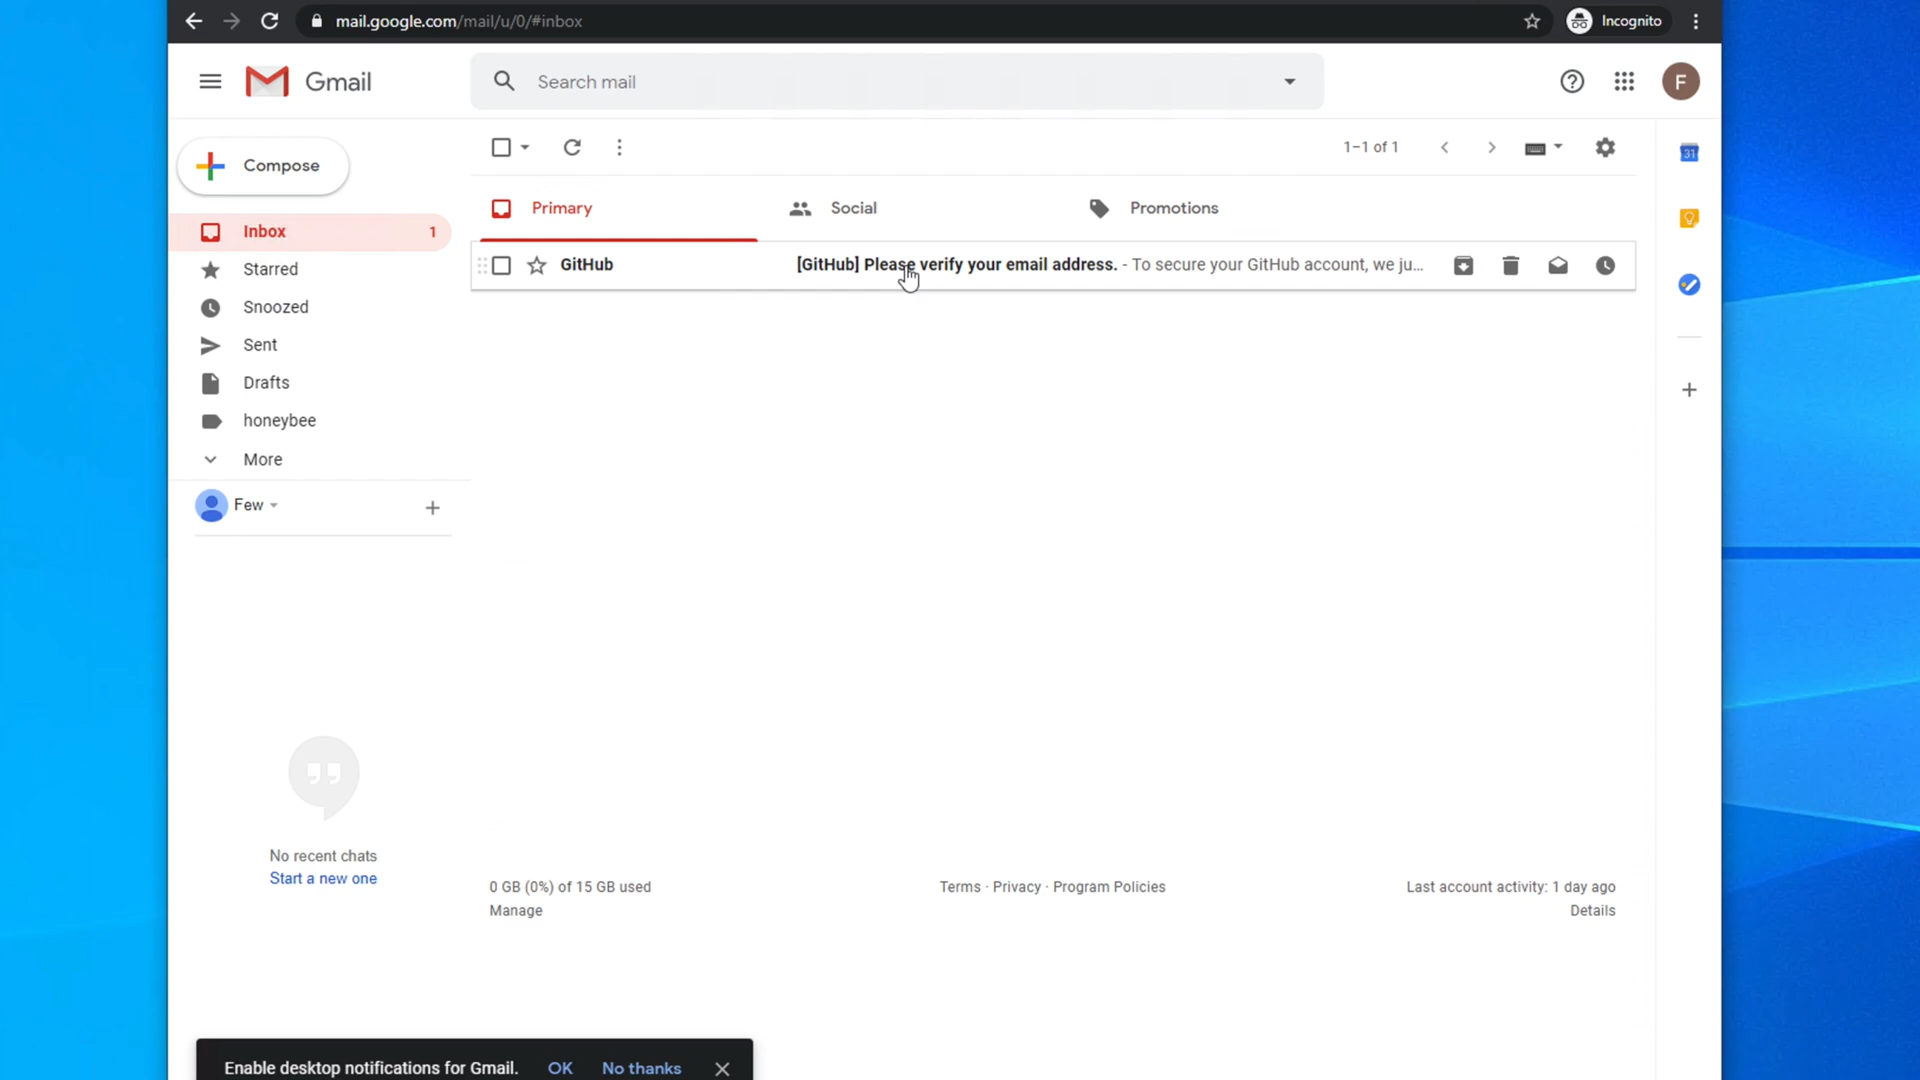 mail.google.com/mail/u/0/#inbox
Incognito
Gmail
Search mail
F
Compose
1–1 of 1
31
Primary
Social
Promotions
Inbox 1
GitHub [GitHub] Please verify your email address. - To secure your GitHub account, we ju...
Starred
Snoozed
Sent
Drafts
honeybee
More
Few
No recent chats
Start a new one
0 GB (0%) of 15 GB used
Manage
Terms · Privacy · Program Policies
Last account activity: 1 day ago
Details
Enable desktop notifications for Gmail. OK No thanks